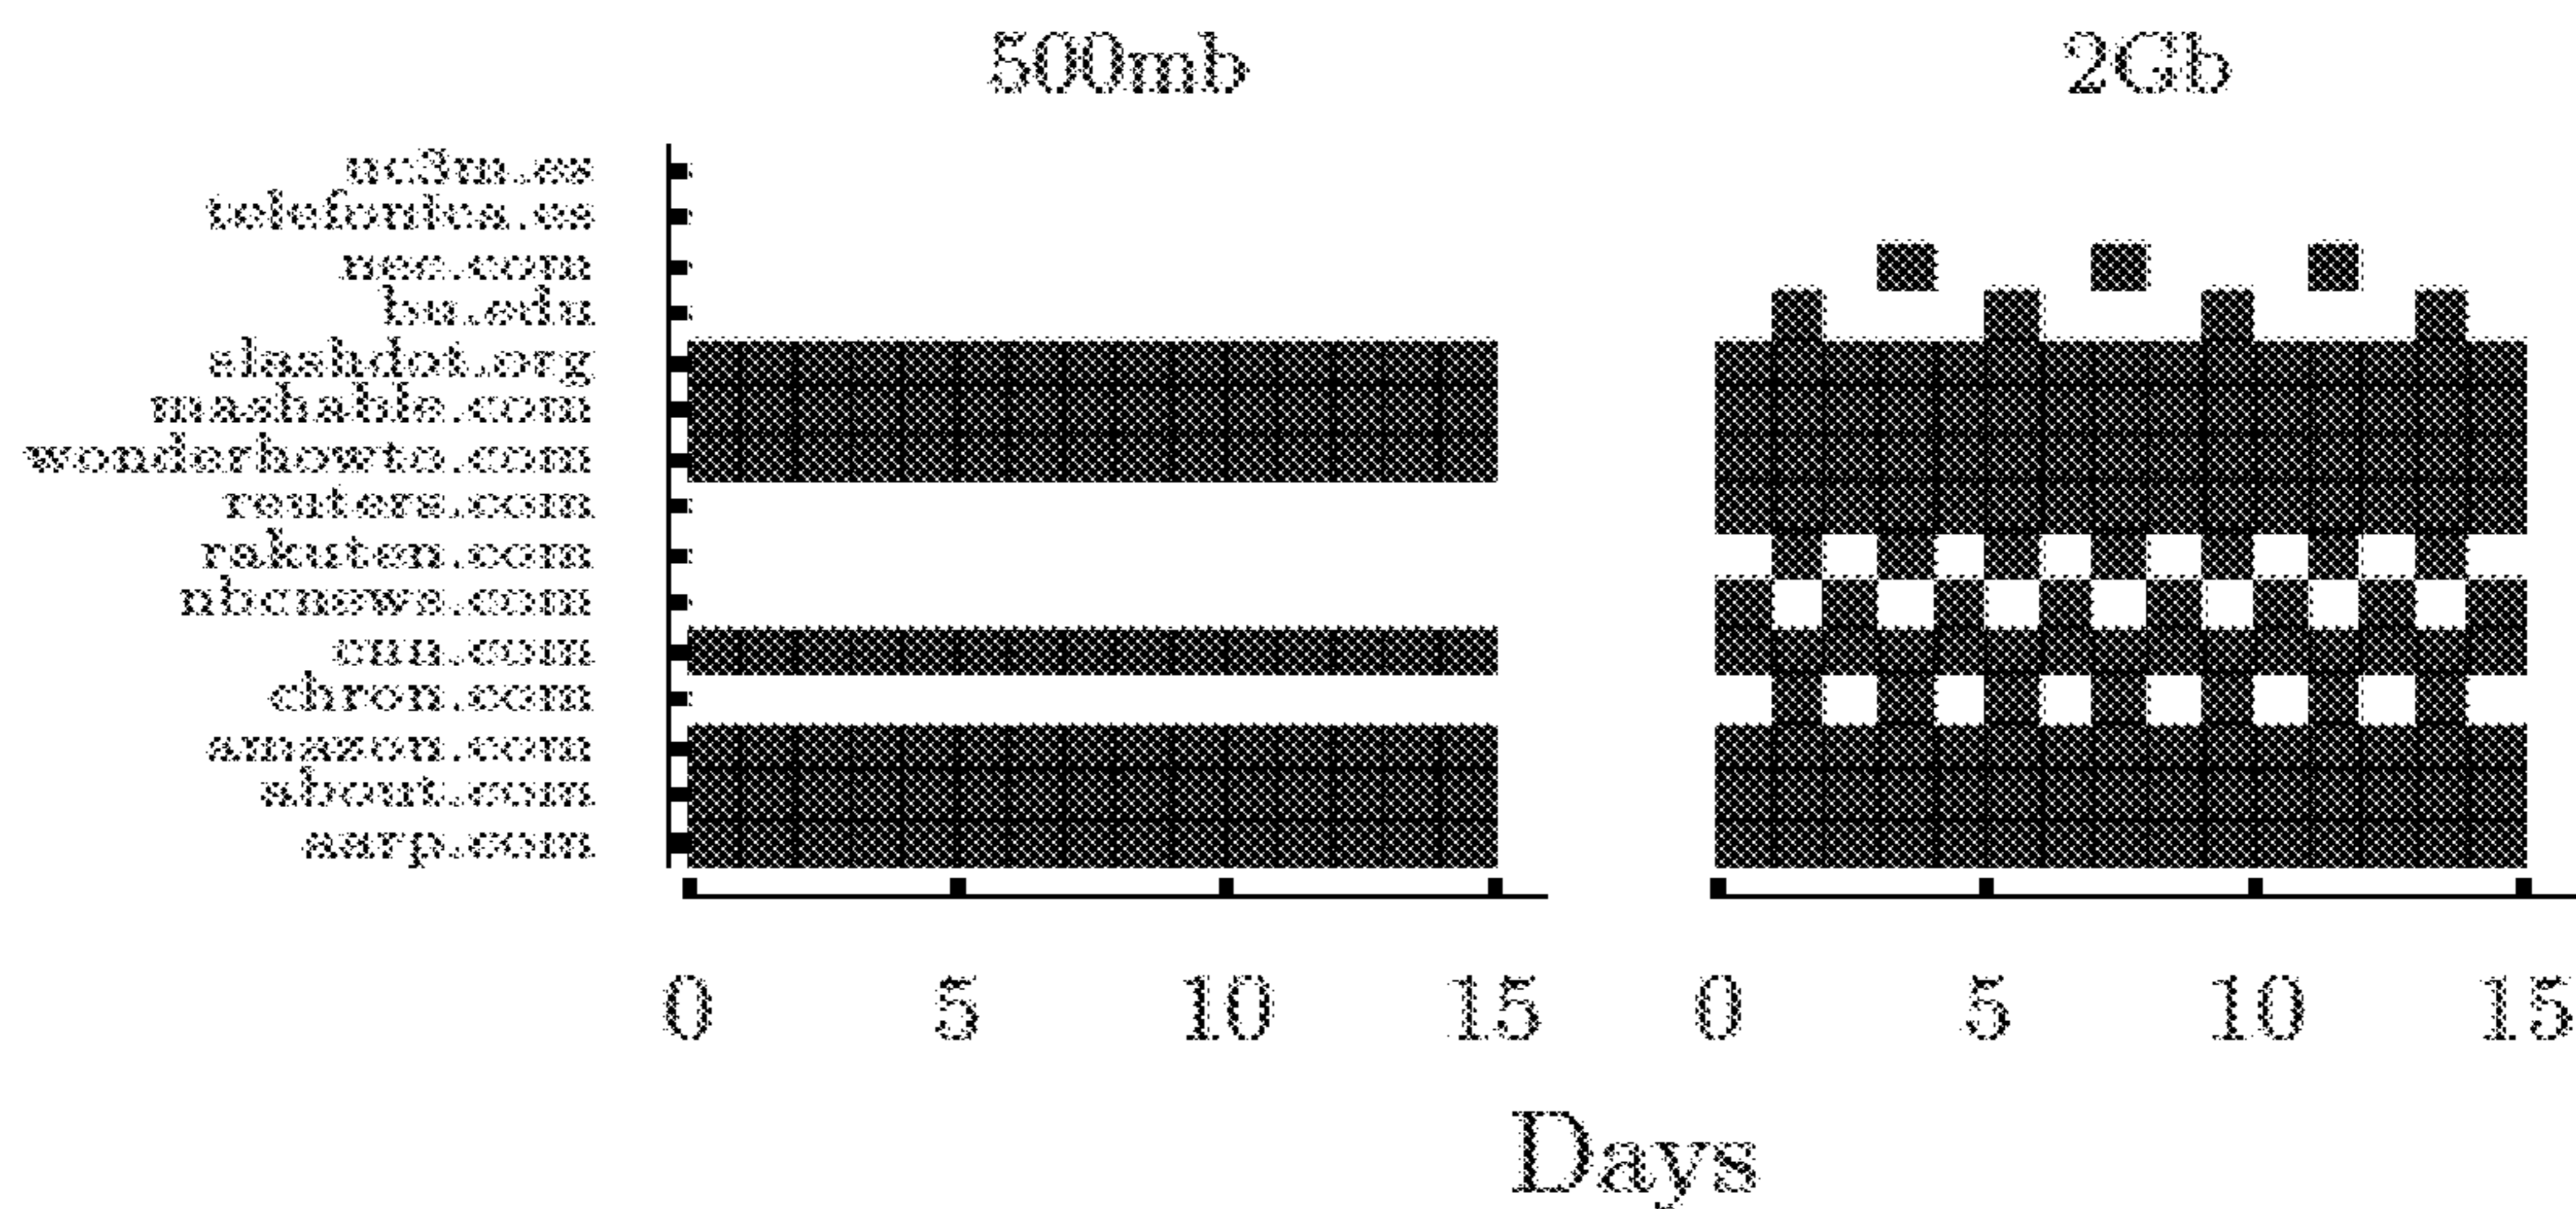 500mb 2Gb
uc3m.es
telefonica.es
nec.com
bu.edu
slashdot.org
mashable.com
wonderhowto.com
reuters.com
rakuten.com
nbcnews.com
cnn.com
chron.com
amazon.com
about.com
aarp.com
0 5 10 15 0 5 10 15
Days